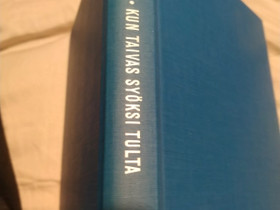 • KUN TAIVAS SYÖKSI TULTA